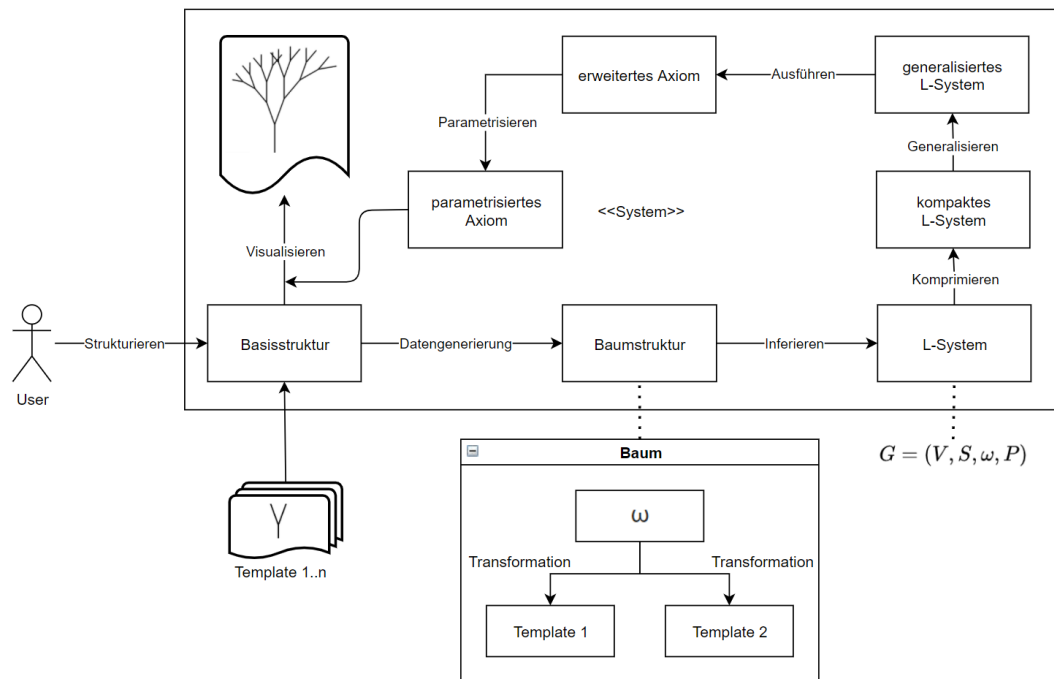 erweitertes Axiom
Ausführen
generalisiertes
L-System
Parametrisieren
Generalisieren
parametrisiertes
Axiom
<<System>>
kompaktes
L-System
Visualisieren
Komprimieren
User
Strukturieren
Basisstruktur
Datengenerierung
Baumstruktur
Inferieren
L-System
Template 1..n
Baum
G = (V, S, ω, P)
ω
Transformation
Transformation
Template 1
Template 2